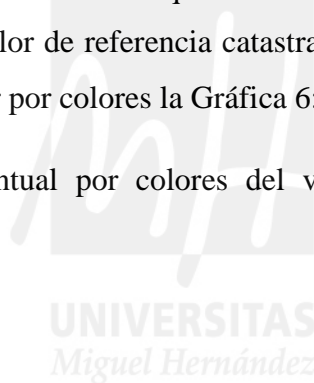 lor de referencia catastra
por colores la Gráfica 6:
ntual por colores del v
UNIVERSITAS
Miguel Hernández